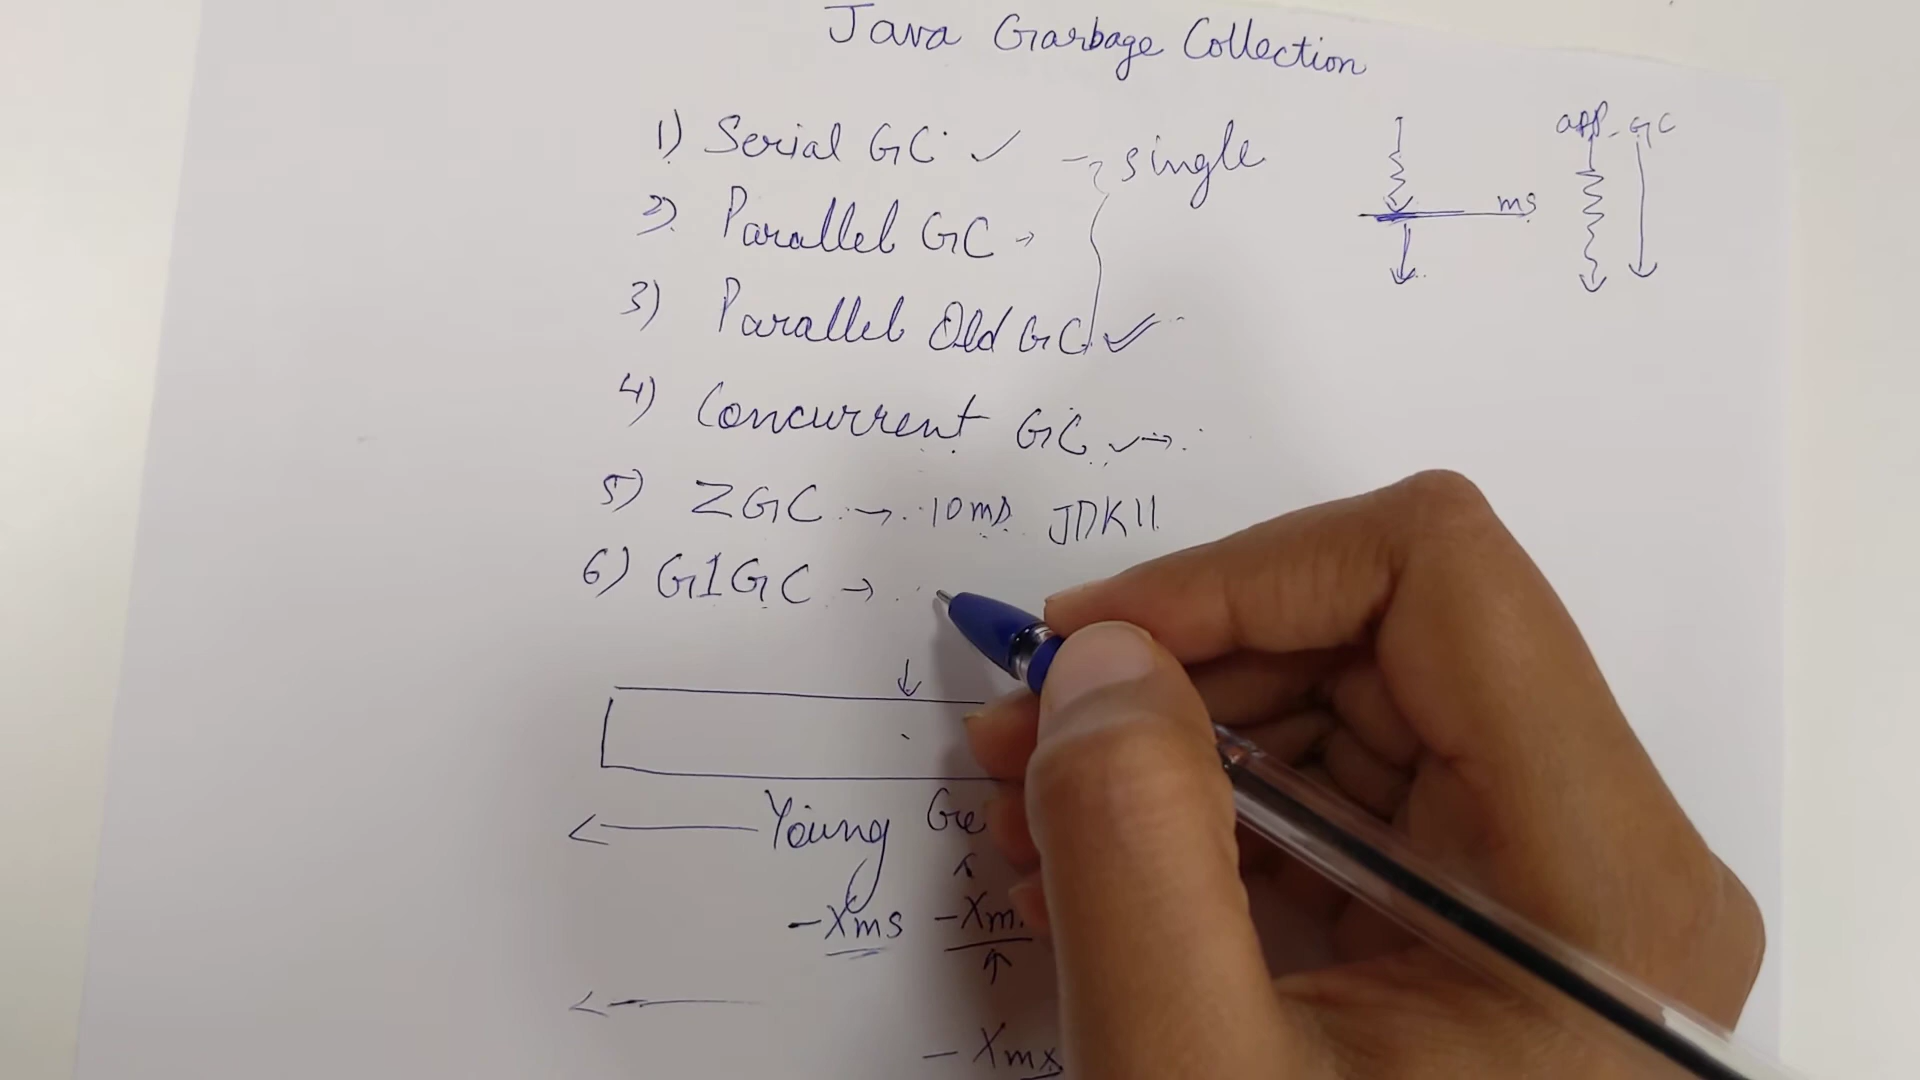 Java Garbage Collection
1) Serial GC ✓ - single
2) Parallel GC →
3) Parallel Old GC ✓
4) Concurrent GC ✓→
5) ZGC → 10ms JDK11
6) G1GC →
ms
app GC
Young Ge
-Xms -Xm
-Xmx